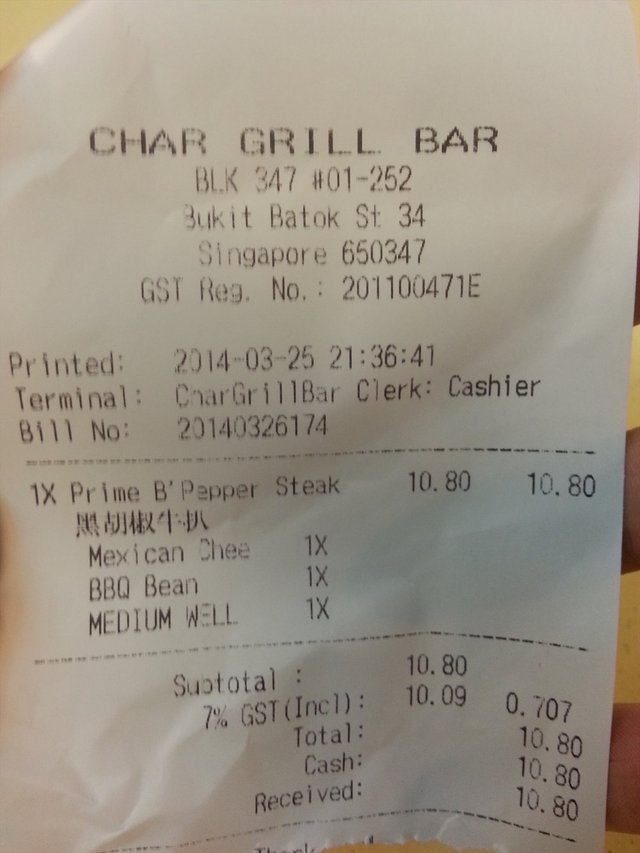 CHAR GRILL BAR
BLK 347 #01-252
Bukit Batok St 34
Singapore 650347
GST Reg. No.: 201100471E
Printed: 2014-03-25 21:36:41
Terminal: CharGrillBar Clerk: Cashier
Bill No: 20140326174
1X Prime B'Pepper Steak 10.80 10.80
黑胡椒牛扒
Mexican Chee 1X
BBQ Bean 1X
MEDIUM WELL 1X
Subtotal : 10.80
7% GST(Incl): 10.09 0.707
Total: 10.80
Cash: 10.80
Received: 10.80